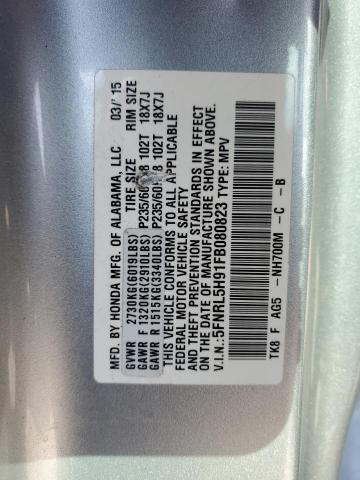 MFD. BY HONDA MFG. OF ALABAMA, LLC 03/'15
TIRE SIZE RIM SIZE
GVWR 2730KG(6019LBS)
GAWR F 1320KG(2910LBS) P235/60R18 102T 18X7J
GAWR R 1515KG(3340LBS) P235/60R18 102T 18X7J
THIS VEHICLE CONFORMS TO ALL APPLICABLE
FEDERAL MOTOR VEHICLE SAFETY
AND THEFT PREVENTION STANDARDS IN EFFECT
ON THE DATE OF MANUFACTURE SHOWN ABOVE.
V.I.N.: 5FNRL5H91FB080823 TYPE: MPV
TK8 F AG5 -NH700M - C - B